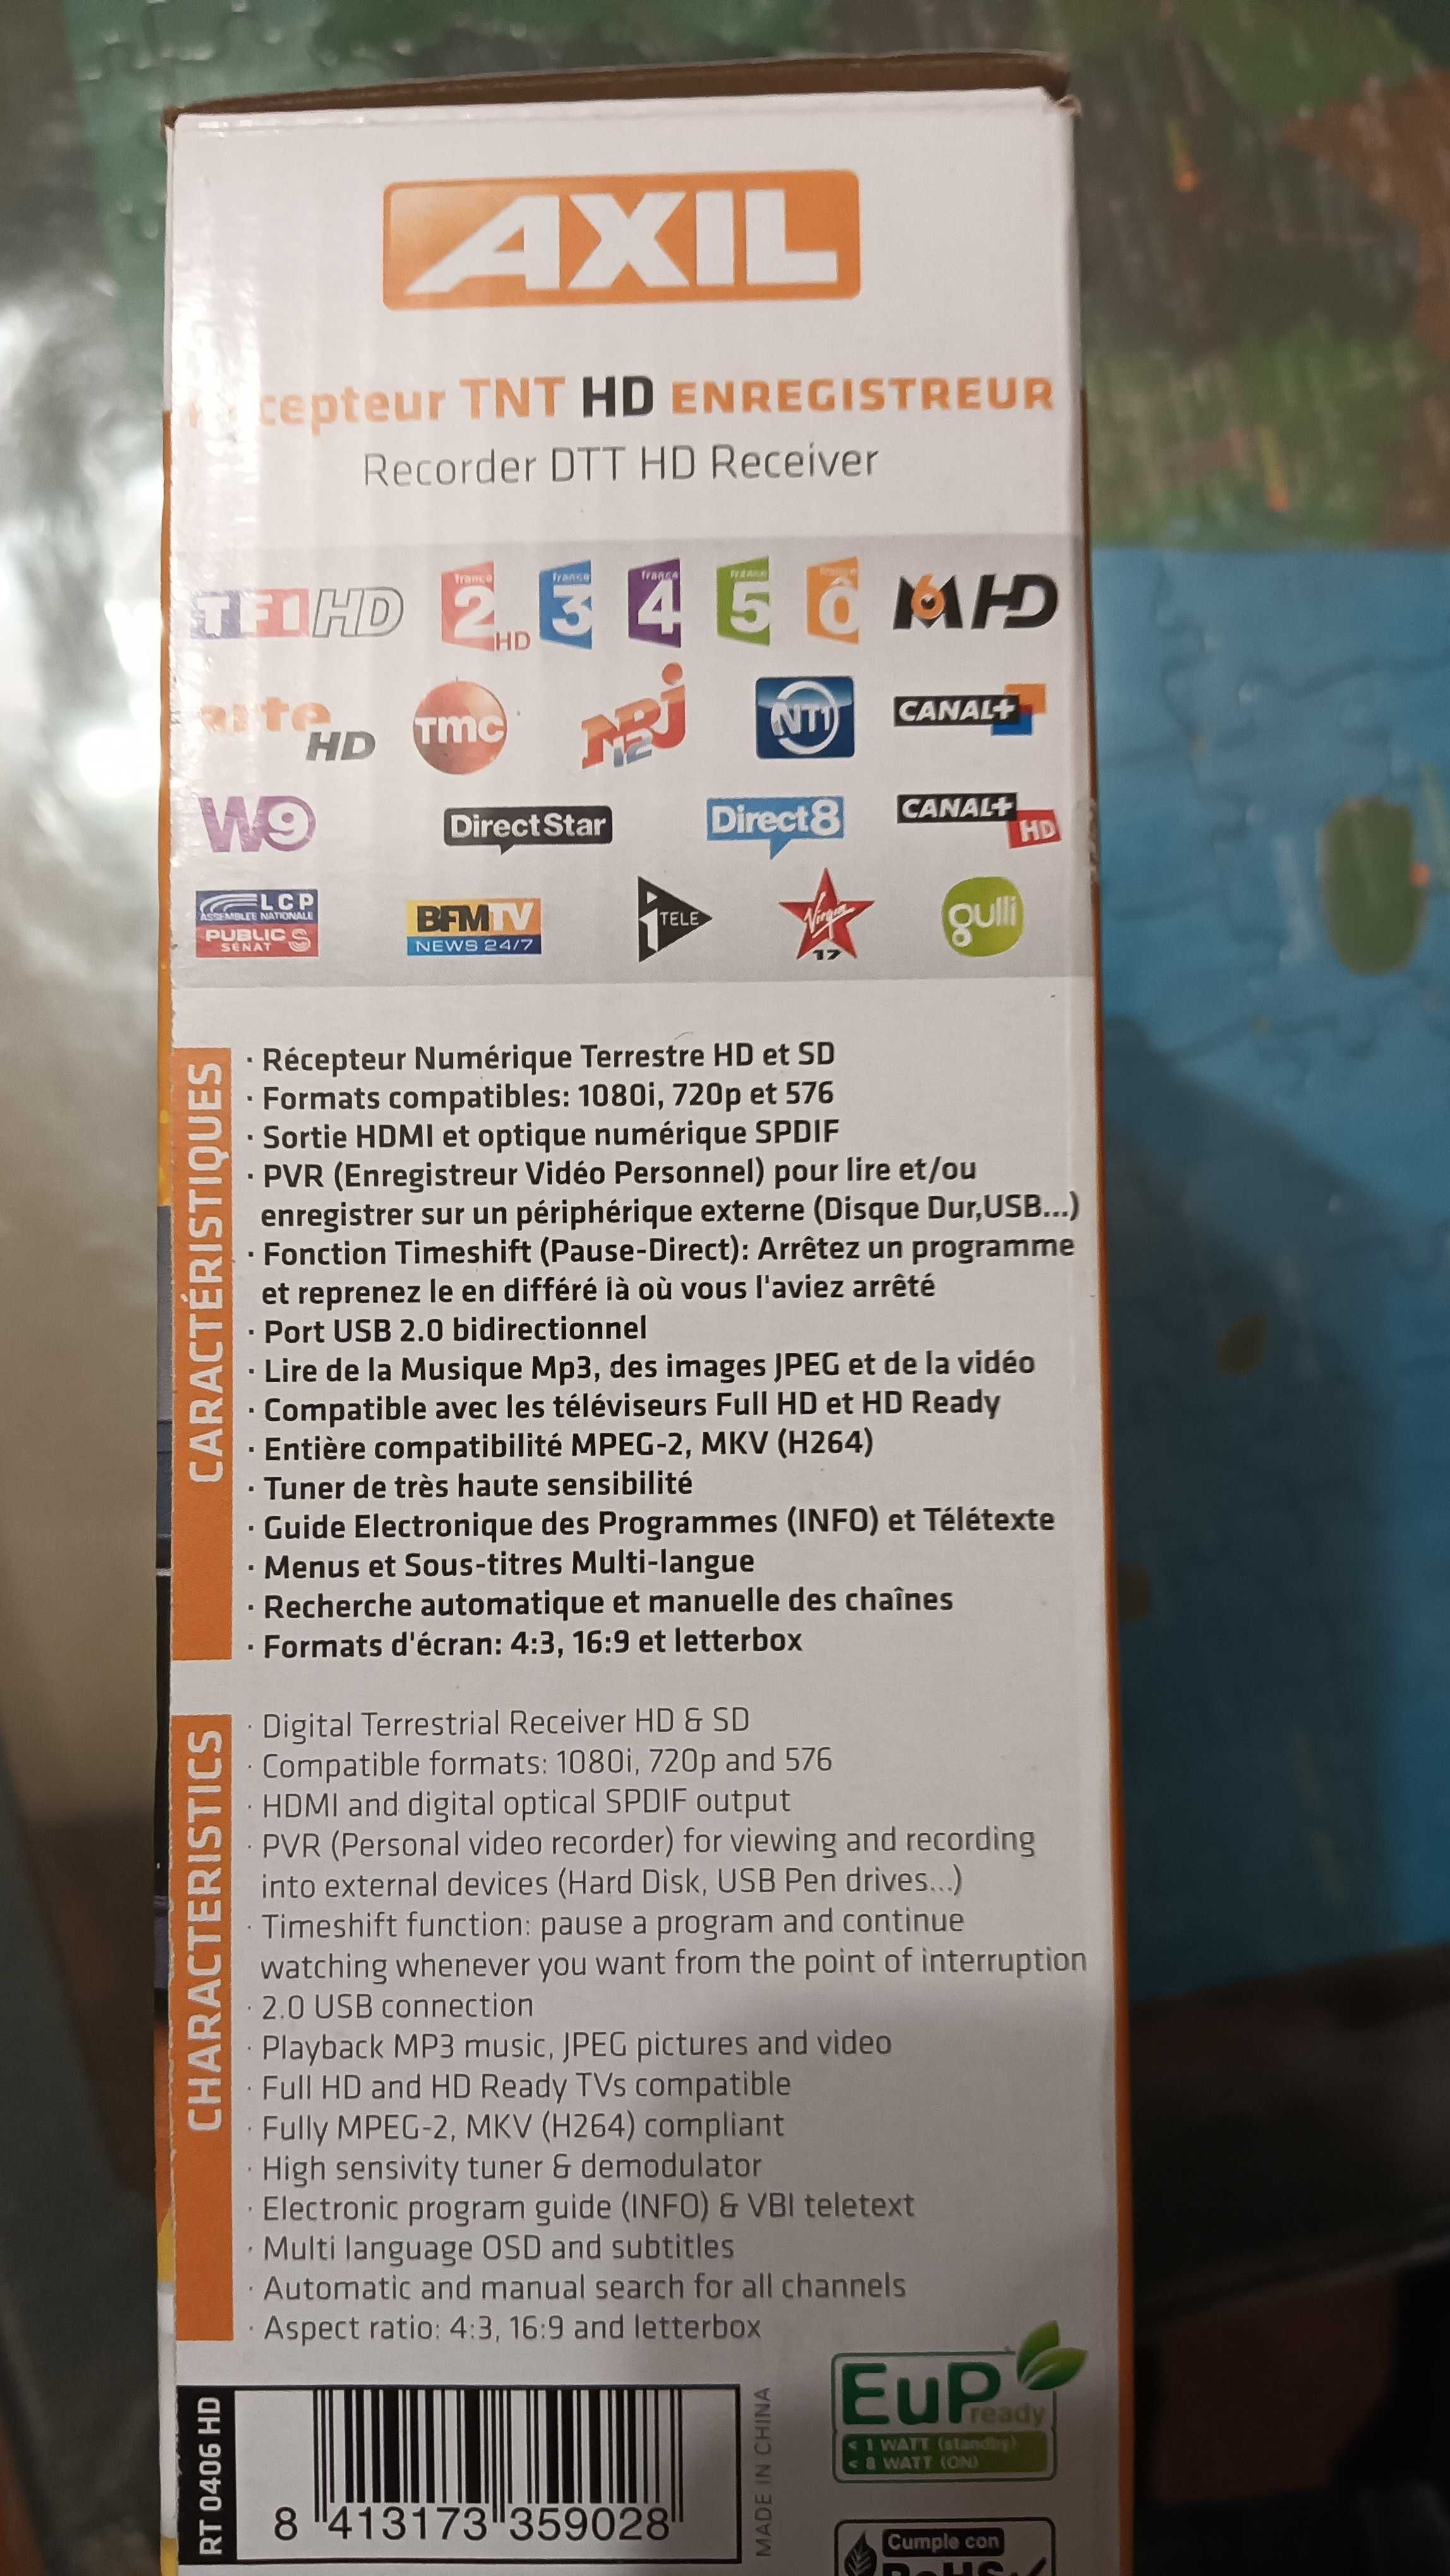 AXIL
cepteur TNT HD ENREGISTREUR
Recorder DTT HD Receiver
TF1 HD france 2 HD france 3 france 4 france 5 france ô M6 HD
arte HD TMC NRJ 12 NT1 CANAL+
W9 DirectStar Direct8 CANAL+ HD
LCP ASSEMBLEE NATIONALE PUBLIC SENAT S BFMTV NEWS 24/7 iTELE Virgin 17 gulli
CARACTÉRISTIQUES
· Récepteur Numérique Terrestre HD et SD
· Formats compatibles: 1080i, 720p et 576
· Sortie HDMI et optique numérique SPDIF
· PVR (Enregistreur Vidéo Personnel) pour lire et/ou
enregistrer sur un périphérique externe (Disque Dur,USB...)
· Fonction Timeshift (Pause-Direct): Arrêtez un programme
et reprenez le en différé là où vous l'aviez arrêté
· Port USB 2.0 bidirectionnel
· Lire de la Musique Mp3, des images JPEG et de la vidéo
· Compatible avec les téléviseurs Full HD et HD Ready
· Entière compatibilité MPEG-2, MKV (H264)
· Tuner de très haute sensibilité
· Guide Electronique des Programmes (INFO) et Télétexte
· Menus et Sous-titres Multi-langue
· Recherche automatique et manuelle des chaînes
· Formats d'écran: 4:3, 16:9 et letterbox
CHARACTERISTICS
· Digital Terrestrial Receiver HD & SD
· Compatible formats: 1080i, 720p and 576
· HDMI and digital optical SPDIF output
· PVR (Personal video recorder) for viewing and recording
into external devices (Hard Disk, USB Pen drives...)
· Timeshift function: pause a program and continue
watching whenever you want from the point of interruption
· 2.0 USB connection
· Playback MP3 music, JPEG pictures and video
· Full HD and HD Ready TVs compatible
· Fully MPEG-2, MKV (H264) compliant
· High sensivity tuner & demodulator
· Electronic program guide (INFO) & VBI teletext
· Multi language OSD and subtitles
· Automatic and manual search for all channels
· Aspect ratio: 4:3, 16:9 and letterbox
RT 0406 HD
8 413173 359028
MADE IN CHINA
EuP
ready
< 1 WATT (standby)
< 8 WATT (ON)
Cumple con
RoHS